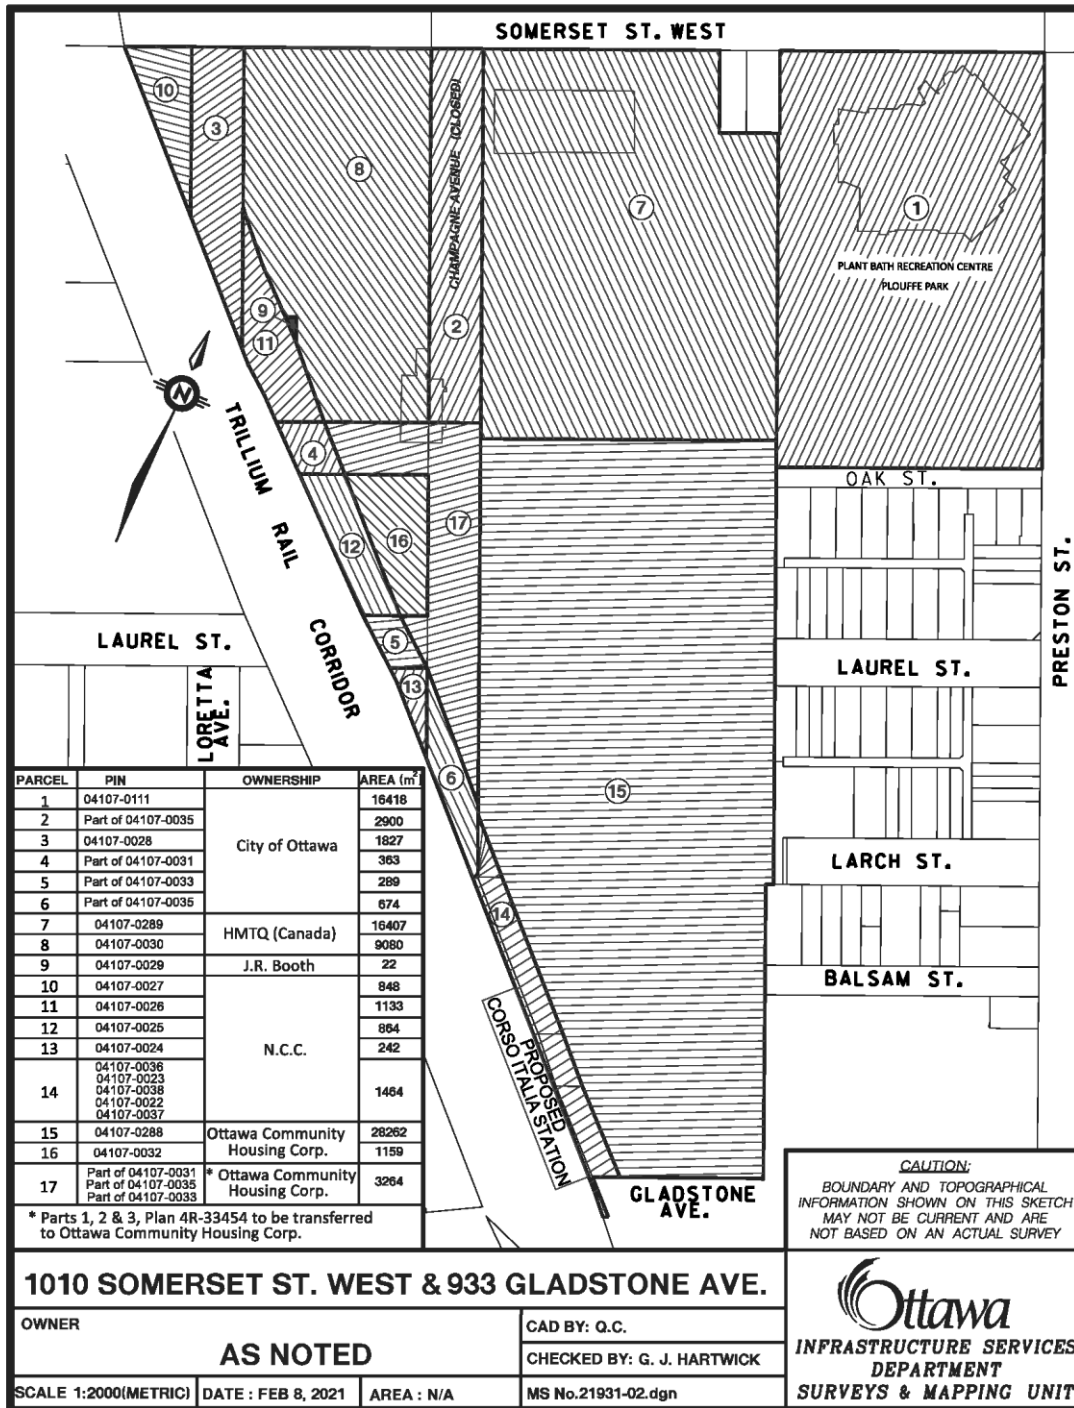 SOMERSET ST. WEST
10
3
8
CHAMPAGNE AVENUE (CLOSED)
7
1
PLANT BATH RECREATION CENTRE
PLOUFFE PARK
9
2
11
N
TRILLIUM RAIL CORRIDOR
4
OAK ST.
17
16
12
PRESTON ST.
LAUREL ST.
5
LAUREL ST.
13
LORETTA AVE.
6
15
LARCH ST.
14
BALSAM ST.
PROPOSED
CORSO ITALIA STATION
GLADSTONE
AVE.
PARCEL PIN OWNERSHIP AREA (m²)
1 04107-0111 City of Ottawa 16418
2 Part of 04107-0035 2900
3 04107-0028 1827
4 Part of 04107-0031 363
5 Part of 04107-0033 289
6 Part of 04107-0035 674
7 04107-0289 HMTQ (Canada) 16407
8 04107-0030 9080
9 04107-0029 J.R. Booth 22
10 04107-0027 N.C.C. 848
11 04107-0026 1133
12 04107-0025 864
13 04107-0024 242
14 04107-0036 1464
04107-0023
04107-0038
04107-0022
04107-0037
15 04107-0288 Ottawa Community Housing Corp. 28262
16 04107-0032 1159
17 Part of 04107-0031 * Ottawa Community Housing Corp. 3264
Part of 04107-0035
Part of 04107-0033
* Parts 1, 2 & 3, Plan 4R-33454 to be transferred
to Ottawa Community Housing Corp.
CAUTION:
BOUNDARY AND TOPOGRAPHICAL
INFORMATION SHOWN ON THIS SKETCH
MAY NOT BE CURRENT AND ARE
NOT BASED ON AN ACTUAL SURVEY
1010 SOMERSET ST. WEST & 933 GLADSTONE AVE.
OWNER
AS NOTED
CAD BY: Q.C.
CHECKED BY: G. J. HARTWICK
SCALE 1:2000(METRIC) DATE : FEB 8, 2021 AREA : N/A MS No.21931-02.dgn
Ottawa
INFRASTRUCTURE SERVICES
DEPARTMENT
SURVEYS & MAPPING UNIT